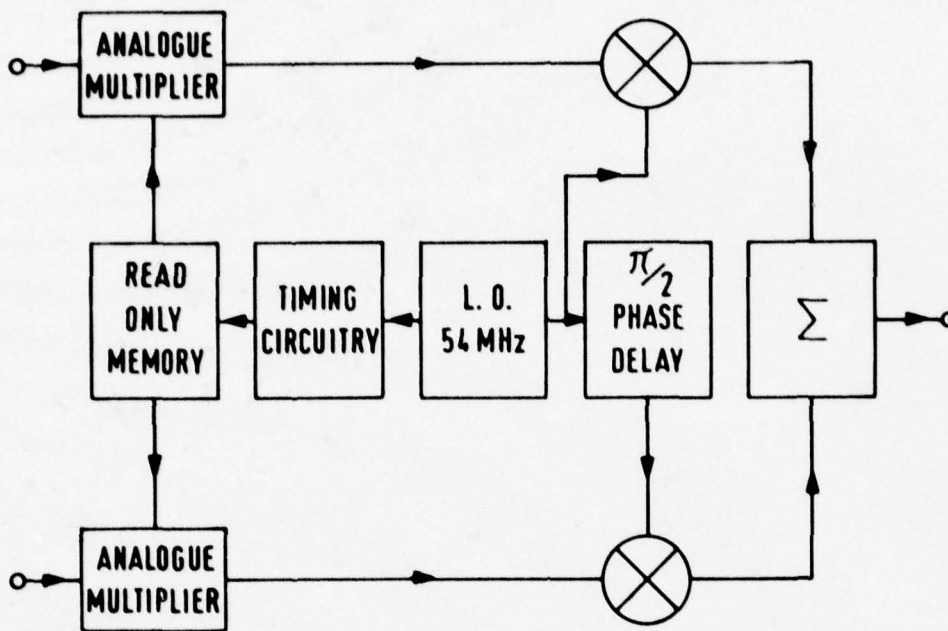 ANALOGUE
MULTIPLIER
READ
ONLY
MEMORY
TIMING
CIRCUITRY
L. O.
54 MHz
π/2
PHASE
DELAY
Σ
ANALOGUE
MULTIPLIER